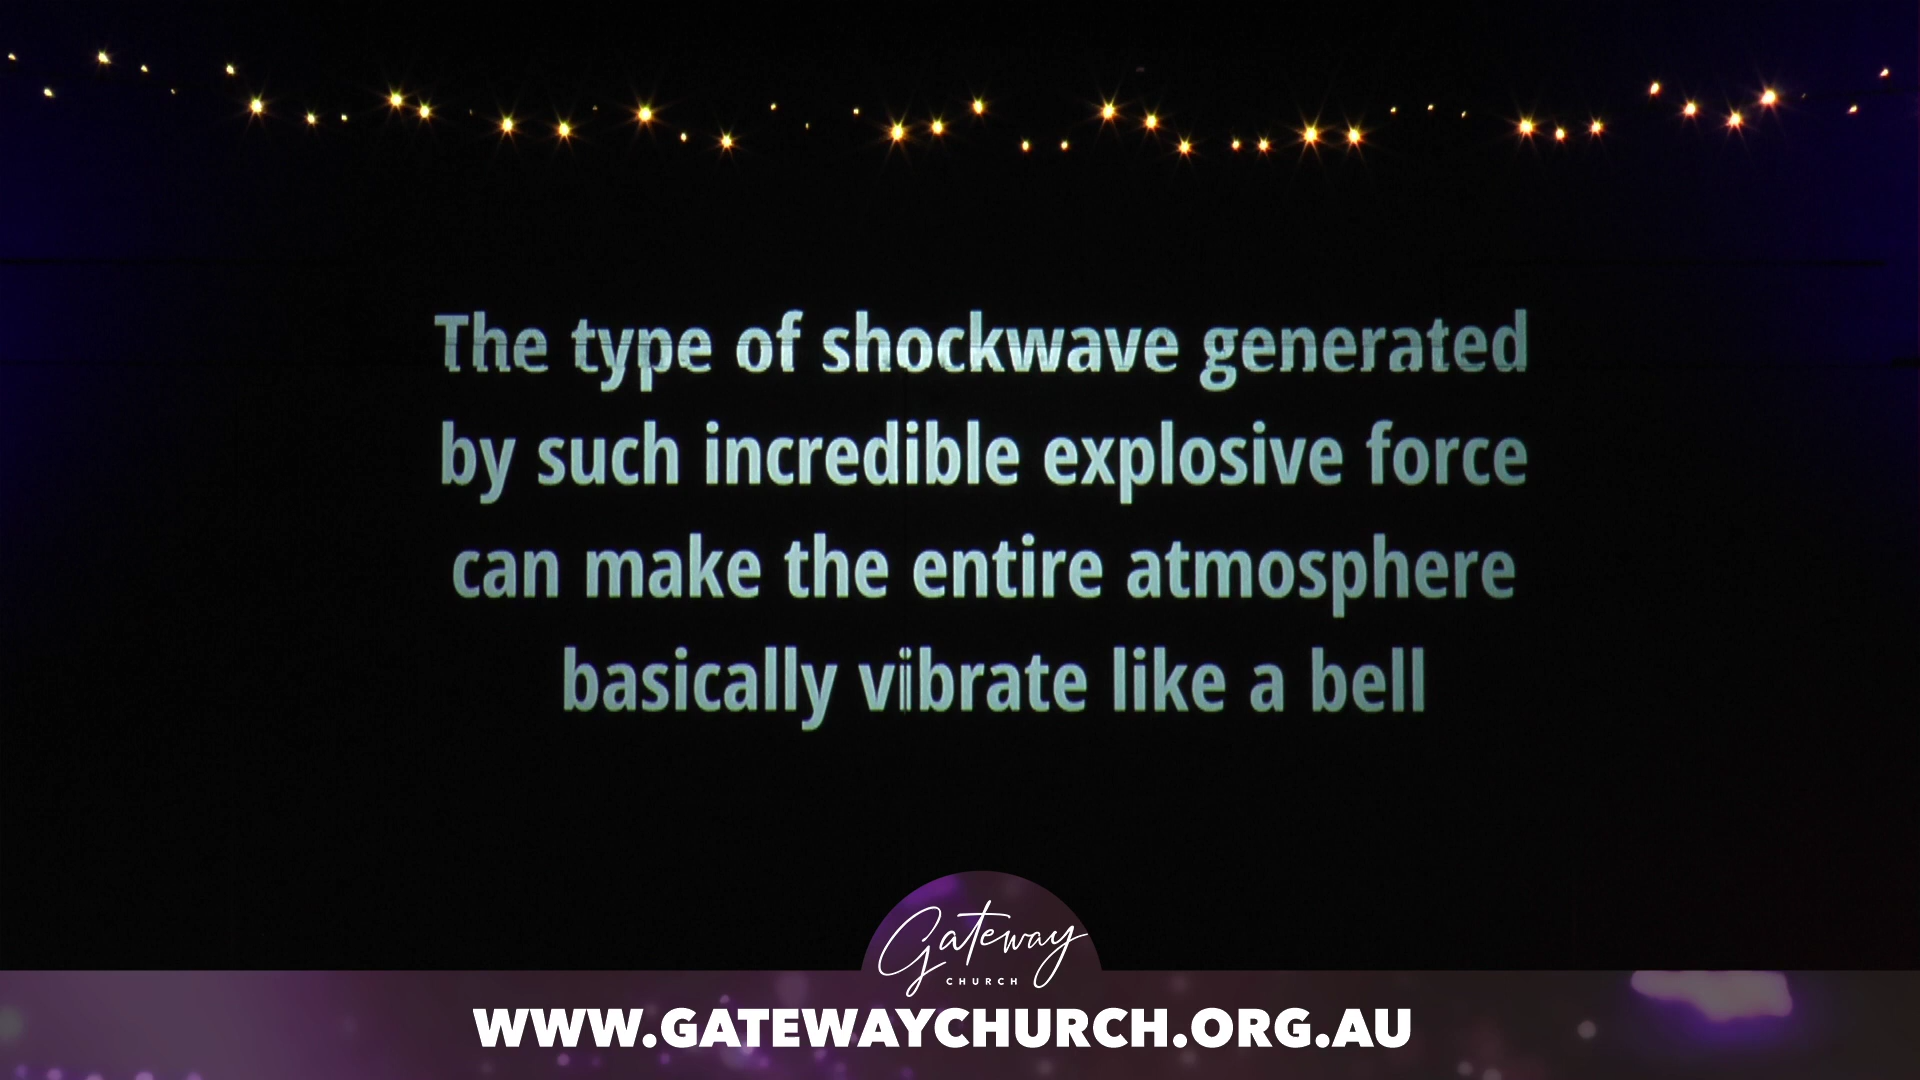 The type of shockwave generated
by such incredible explosive force
can make the entire atmosphere
basically vibrate like a bell
Gateway
CHURCH
WWW.GATEWAYCHURCH.ORG.AU